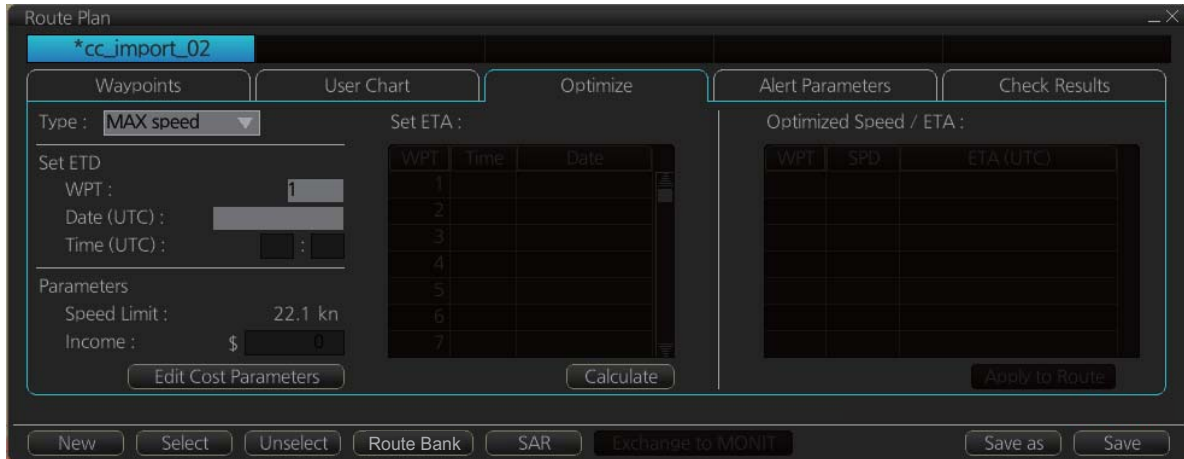 Route Plan
*cc_import_02
Waypoints
User Chart
Optimize
Alert Parameters
Check Results
Type : MAX speed
Set ETD
WPT : 1
Date (UTC) :
Time (UTC) : :
Parameters
Speed Limit : 22.1 kn
Income : $ 0
Edit Cost Parameters
Set ETA :
WPT Time Date
1
2
3
4
5
6
7
Calculate
Optimized Speed / ETA :
WPT SPD ETA (UTC)
Apply to Route
New Select Unselect Route Bank SAR Exchange to MONIT Save as Save